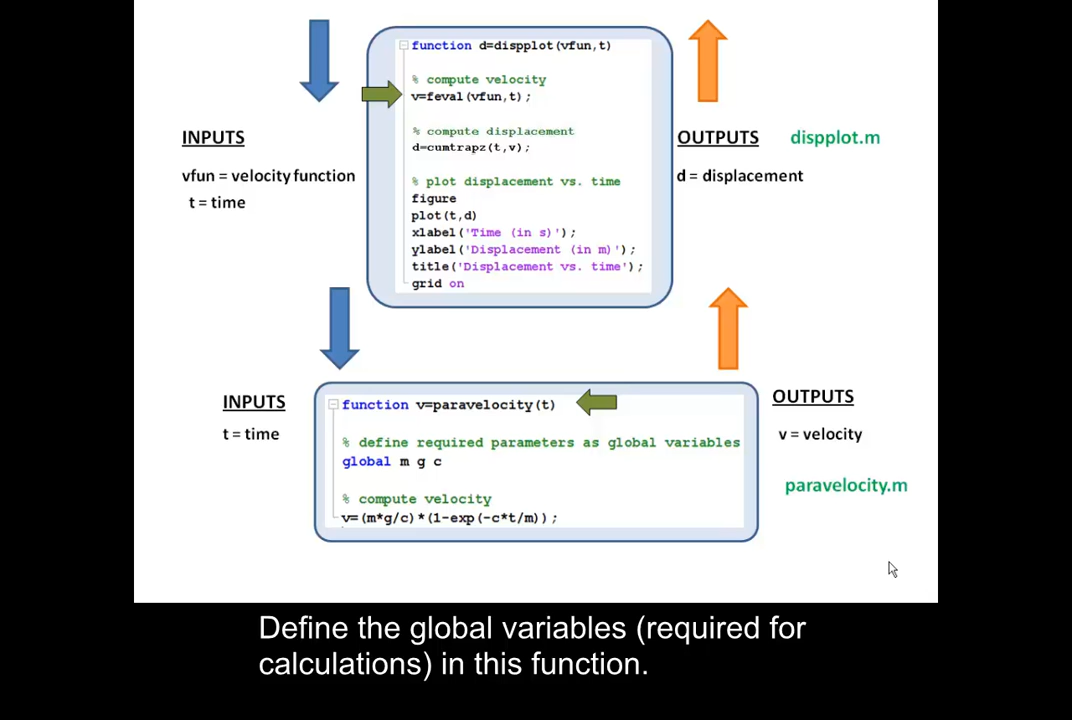 function d=dispplot(vfun,t)
% compute velocity
v=feval(vfun,t);
% compute displacement
d=cumtrapz(t,v);
% plot displacement vs. time
figure
plot(t,d)
xlabel('Time (in s)');
ylabel('Displacement (in m)');
title('Displacement vs. time');
grid on
INPUTS
vfun = velocity function
t = time
OUTPUTS
dispplot.m
d = displacement
INPUTS
t = time
function v=paravelocity(t)
% define required parameters as global variables
global m g c
% compute velocity
v=(m*g/c)*(1-exp(-c*t/m));
OUTPUTS
v = velocity
paravelocity.m
Define the global variables (required for
calculations) in this function.